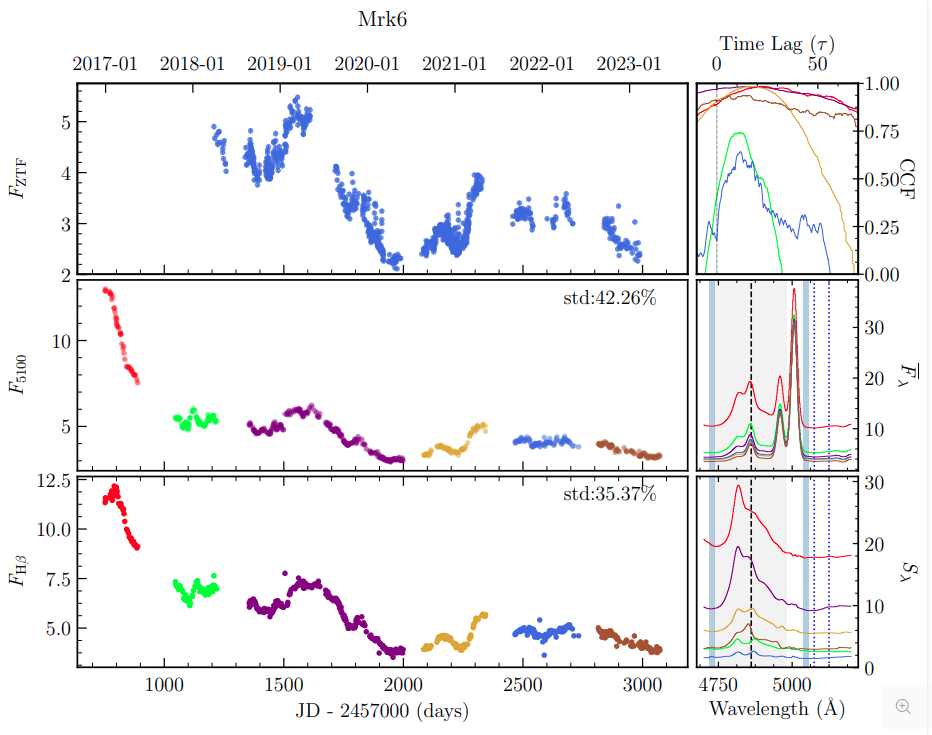 Mrk6
Time Lag (τ)
2017-01 2018-01 2019-01 2020-01 2021-01 2022-01 2023-01
0 50
F_ZTF
5
4
3
2
1.00
0.75
0.50
0.25
0.00
CCF
std:42.26%
F_5100
10
5
30
20
10
F̅_λ
std:35.37%
F_Hβ
12.5
10.0
7.5
5.0
30
20
10
0
S_λ
1000 1500 2000 2500 3000
4750 5000
JD - 2457000 (days)
Wavelength (Å)